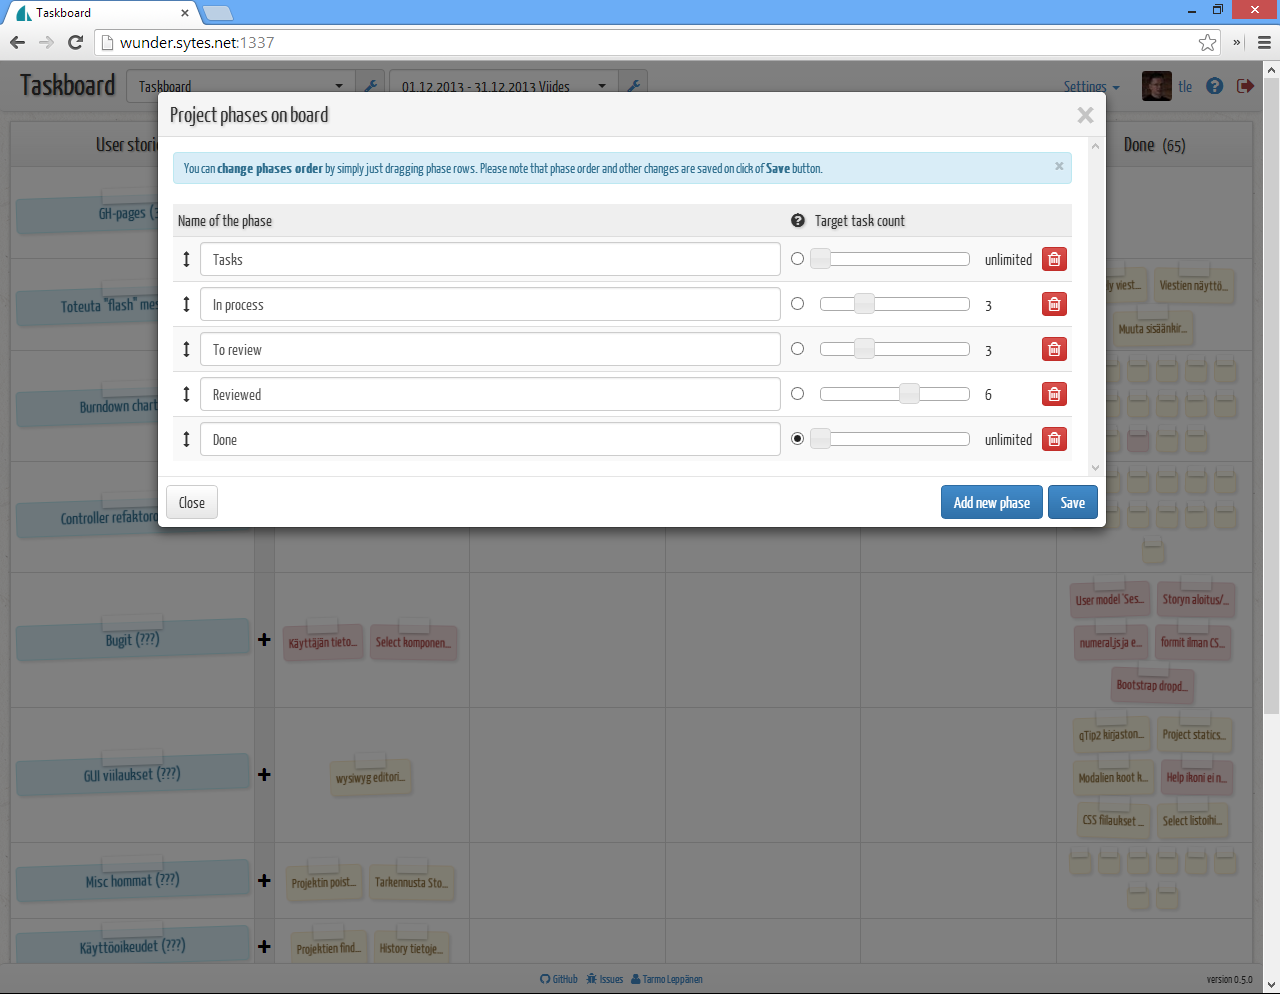 Taskboard
wunder.sytes.net:1337
Taskboard
Taskboard
01.12.2013 - 31.12.2013 Viides
Settings
tle
Project phases on board
You can change phases order by simply just dragging phase rows. Please note that phase order and other changes are saved on click of Save button.
Name of the phase
Target task count
Tasks
unlimited
In process
3
To review
3
Reviewed
6
Done
unlimited
Close
Add new phase
Save
User stori
Done (65)
GH-pages (
Toteuta "flash" mes
ly viest...
Viestien näyttö...
Muuta sisäänkir...
Burndown chart
Controller refaktoro
Bugit (???)
Käyttäjän tieto...
Select komponen...
User model 'Ses...
Storyn aloitus/...
numeral.js ja e...
formit ilman CS...
Bootstrap dropd...
GUI viilaukset (???)
wysiwyg editori...
qTip2 kirjaston...
Project statics...
Modalien koot k...
Help ikoni ei n...
CSS fiilaukset ...
Select listoihi...
Misc hommat (???)
Projektin poist...
Tarkennusta Sto...
Käyttöoikeudet (???)
Projektien find...
History tietoje...
GitHub
Issues
Tarmo Leppänen
version 0.5.0